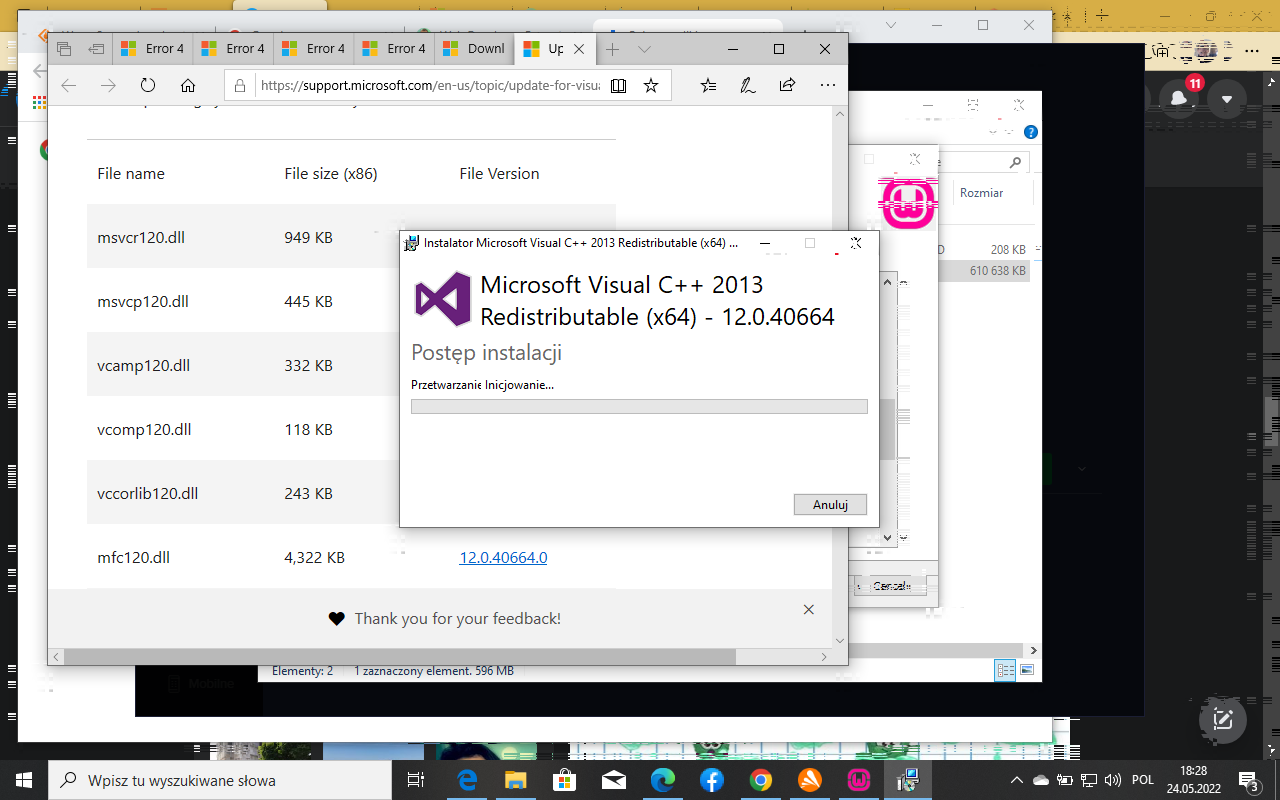 Error 4
Error 4
Error 4
Error 4
Downl
Up
https://support.microsoft.com/en-us/topic/update-for-visua
11
File name
File size (x86)
File Version
msvcr120.dll
949 KB
msvcp120.dll
445 KB
vcamp120.dll
332 KB
vcomp120.dll
118 KB
vccorlib120.dll
243 KB
mfc120.dll
4,322 KB
12.0.40664.0
Thank you for your feedback!
Instalator Microsoft Visual C++ 2013 Redistributable (x64) ...
Microsoft Visual C++ 2013
Redistributable (x64) - 12.0.40664
Postęp instalacji
Przetwarzanie Inicjowanie...
Anuluj
Rozmiar
208 KB
610 638 KB
Cancel
Elementy: 2
1 zaznaczony element. 596 MB
Wpisz tu wyszukiwane słowa
POL
18:28
24.05.2022
3